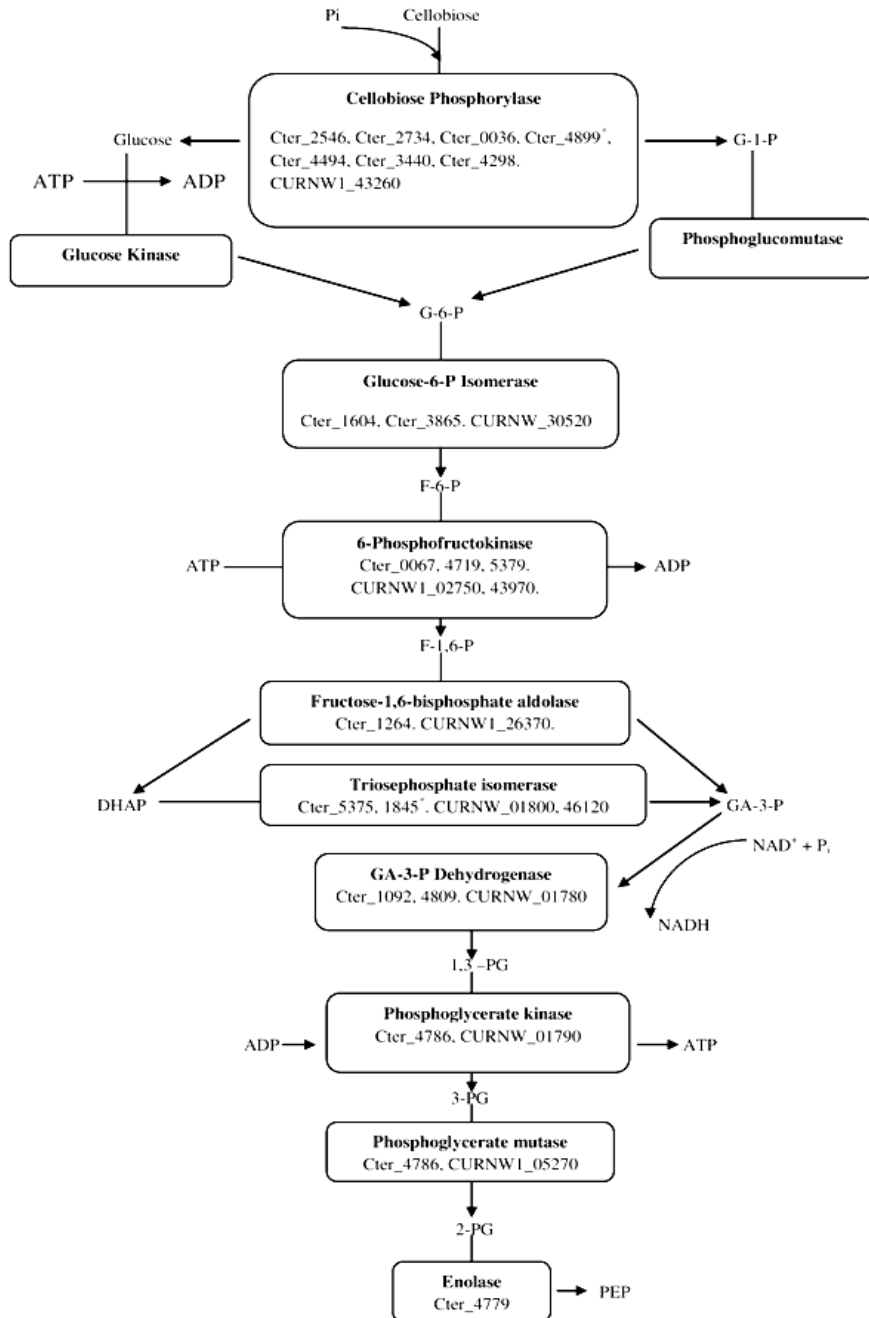 Pi
Cellobiose
Cellobiose Phosphorylase
Cter_2546, Cter_2734, Cter_0036, Cter_4899*,
Cter_4494, Cter_3440, Cter_4298.
CURNW1_43260
Glucose
G-1-P
ATP
ADP
Glucose Kinase
Phosphoglucomutase
G-6-P
Glucose-6-P Isomerase
Cter_1604, Cter_3865. CURNW_30520
F-6-P
6-Phosphofructokinase
Cter_0067, 4719, 5379.
CURNW1_02750, 43970.
ATP
ADP
F-1,6-P
Fructose-1,6-bisphosphate aldolase
Cter_1264. CURNW1_26370.
Triosephosphate isomerase
Cter_5375, 1845*. CURNW_01800, 46120
DHAP
GA-3-P
NAD⁺ + Pᵢ
NADH
GA-3-P Dehydrogenase
Cter_1092, 4809. CURNW_01780
1,3 –PG
Phosphoglycerate kinase
Cter_4786, CURNW_01790
ADP
ATP
3-PG
Phosphoglycerate mutase
Cter_4786, CURNW1_05270
2-PG
Enolase
Cter_4779
PEP